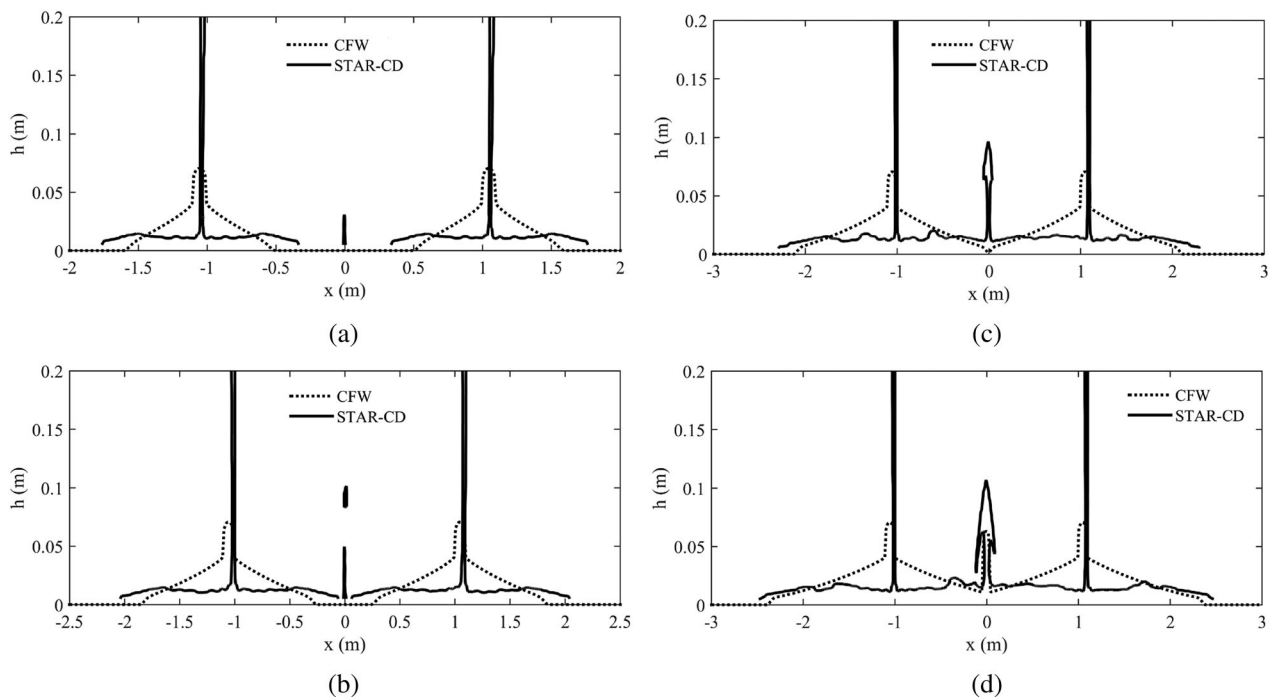 0.2
0.15
0.1
0.05
0
h (m)
CFW
STAR-CD
-2 -1.5 -1 -0.5 0 0.5 1 1.5 2
x (m)
(a)
0.2
0.15
0.1
0.05
0
h (m)
CFW
STAR-CD
-3 -2 -1 0 1 2 3
x (m)
(c)
0.2
0.15
0.1
0.05
0
h (m)
CFW
STAR-CD
-2.5 -2 -1.5 -1 -0.5 0 0.5 1 1.5 2 2.5
x (m)
(b)
0.2
0.15
0.1
0.05
0
h (m)
CFW
STAR-CD
-3 -2 -1 0 1 2 3
x (m)
(d)